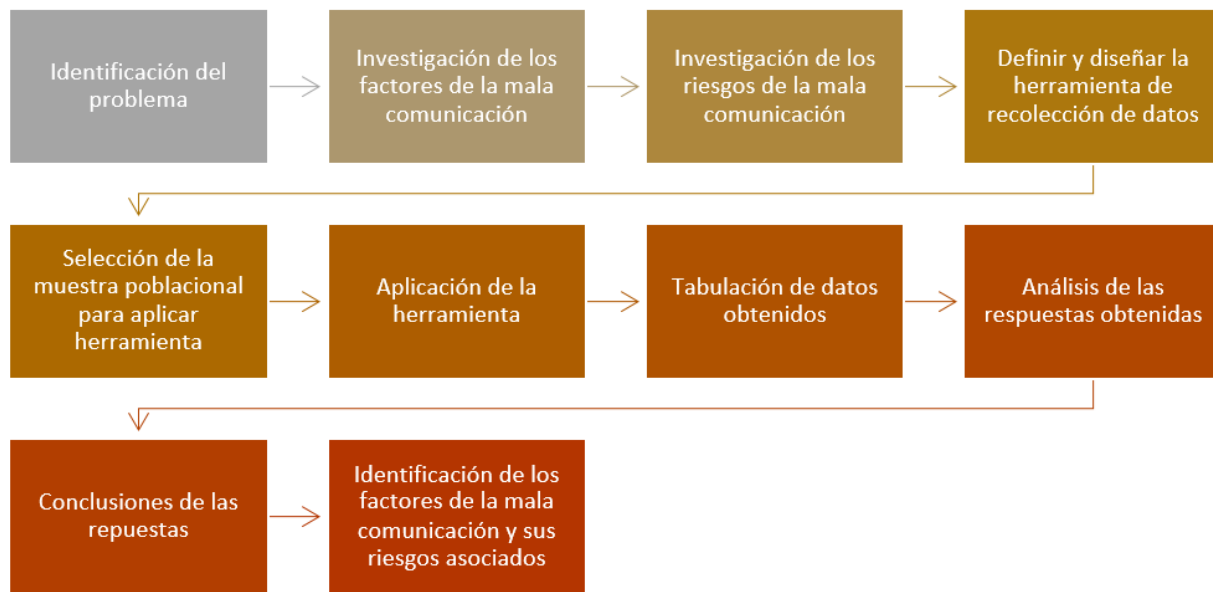 Identificación del
problema
Investigación de los
factores de la mala
comunicación
Investigación de los
riesgos de la mala
comunicación
Definir y diseñar la
herramienta de
recolección de datos
Selección de la
muestra poblacional
para aplicar
herramienta
Aplicación de la
herramienta
Tabulación de datos
obtenidos
Análisis de las
respuestas obtenidas
Conclusiones de las
repuestas
Identificación de los
factores de la mala
comunicación y sus
riesgos asociados